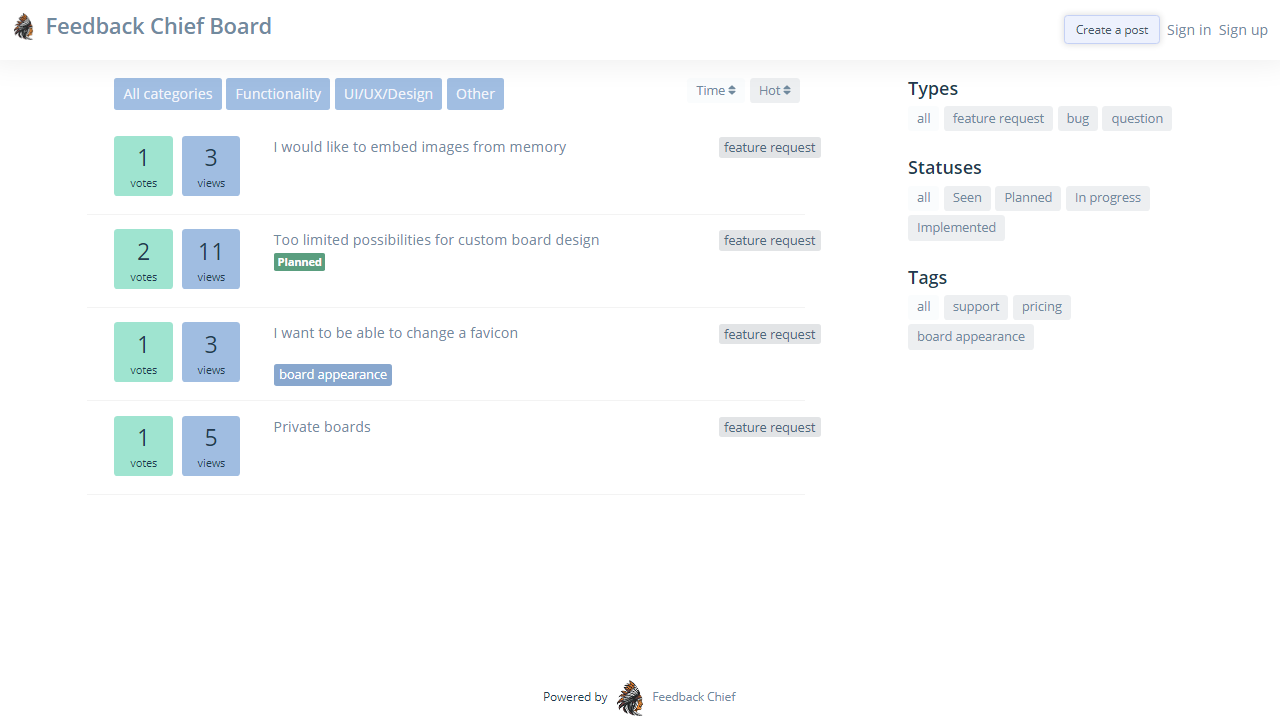 Feedback Chief Board
Create a post Sign in Sign up
All categories Functionality UI/UX/Design Other
Time Hot
1 votes 3 views I would like to embed images from memory feature request
2 votes 11 views Too limited possibilities for custom board design feature request
Planned
1 votes 3 views I want to be able to change a favicon feature request
board appearance
1 votes 5 views Private boards feature request
Types
all feature request bug question
Statuses
all Seen Planned In progress
Implemented
Tags
all support pricing
board appearance
Powered by Feedback Chief